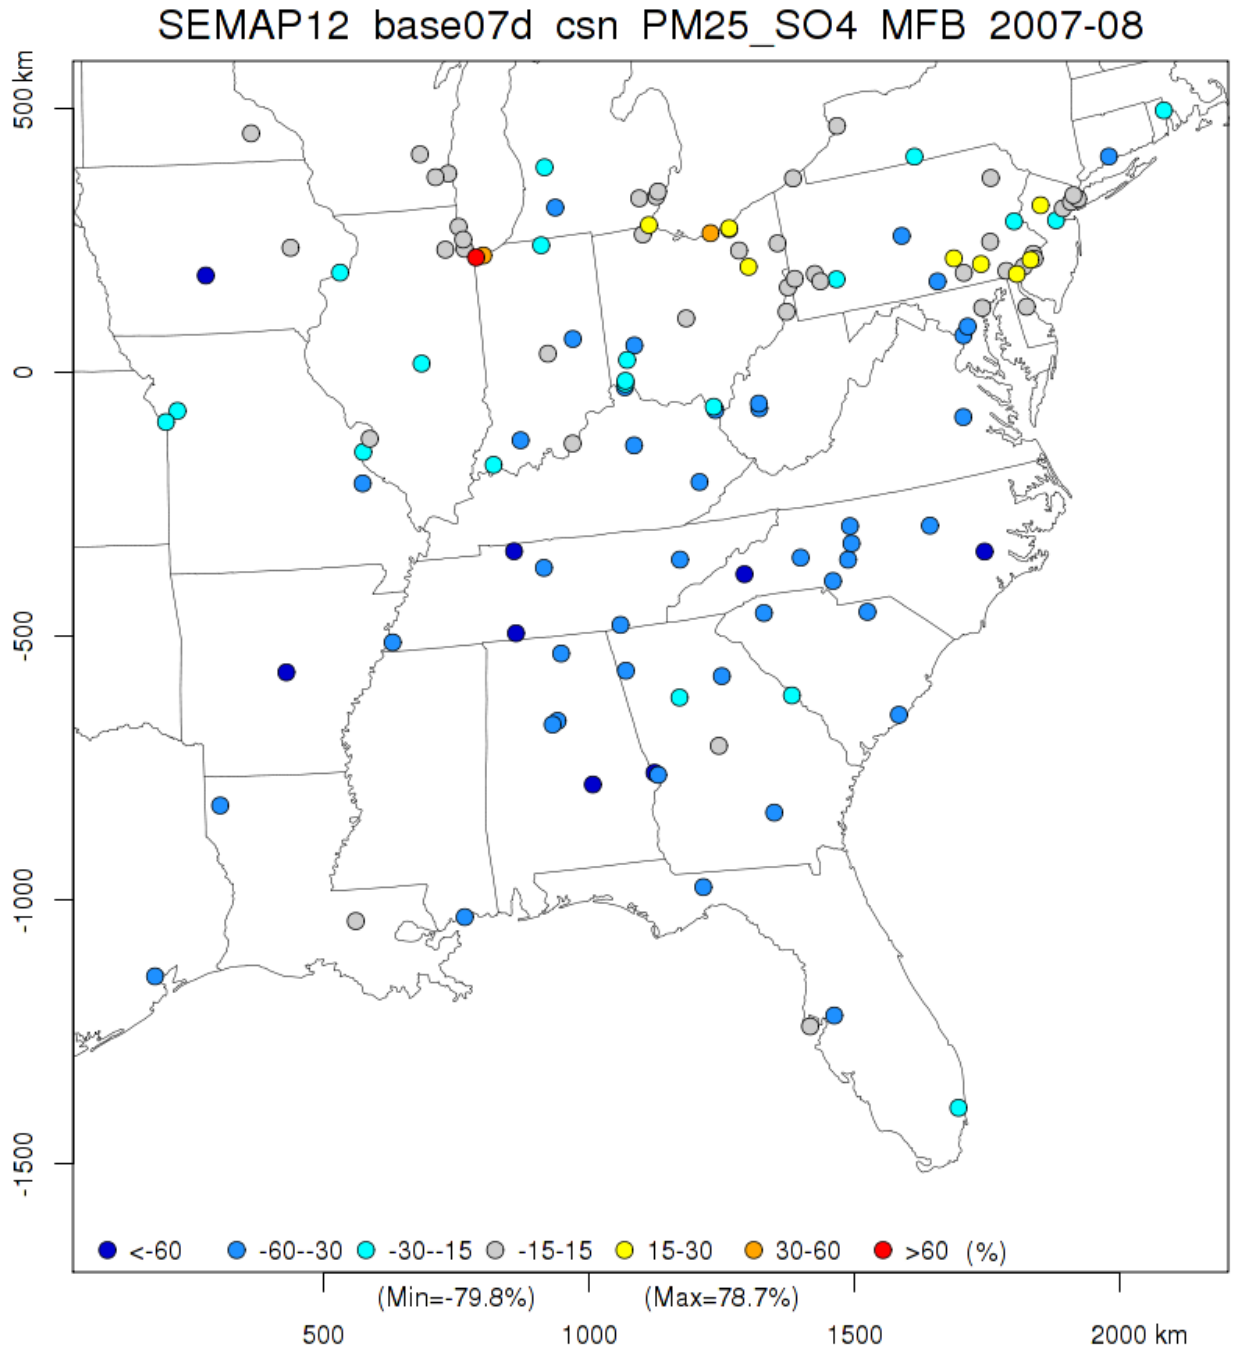 SEMAP12 base07d csn PM25_SO4 MFB 2007-08
500 km
0
-500
-1000
-1500
<-60 -60--30 -30--15 -15-15 15-30 30-60 >60 (%)
(Min=-79.8%) (Max=78.7%)
500 1000 1500 2000 km